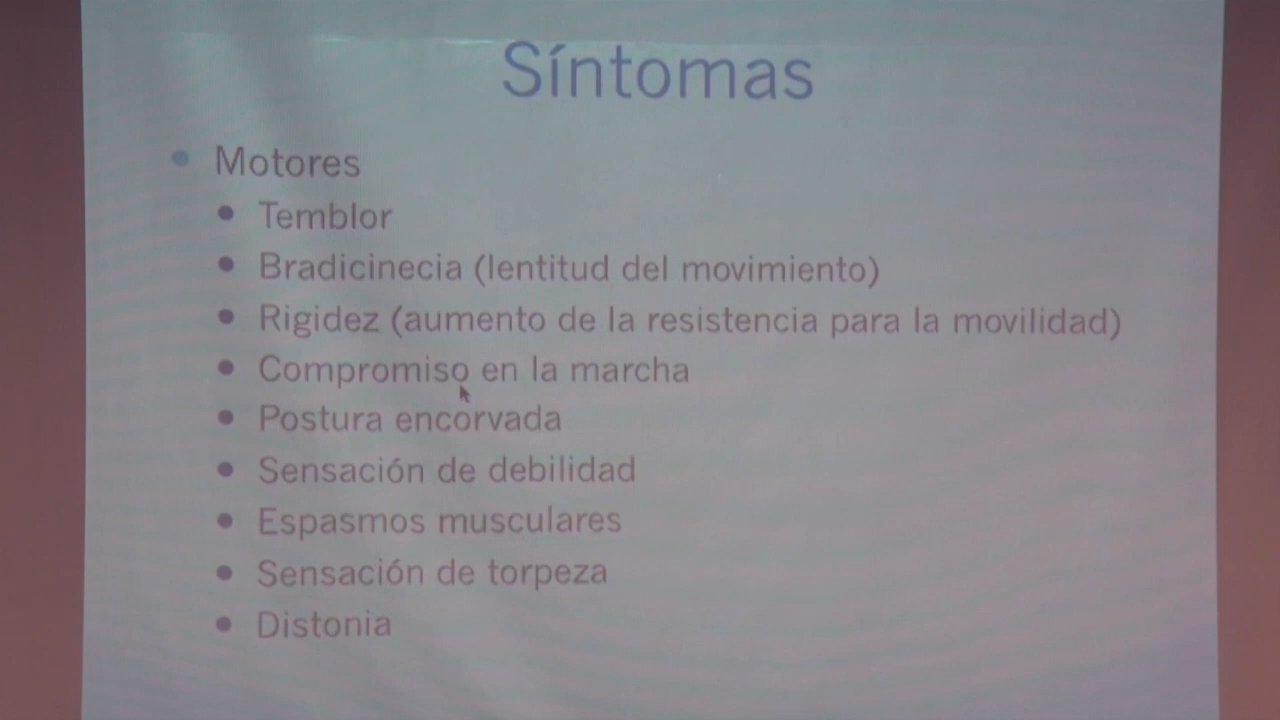 Síntomas
• Motores
• Temblor
• Bradicinecia (lentitud del movimiento)
• Rigidez (aumento de la resistencia para la movilidad)
• Compromiso en la marcha
• Postura encorvada
• Sensación de debilidad
• Espasmos musculares
• Sensación de torpeza
• Distonia